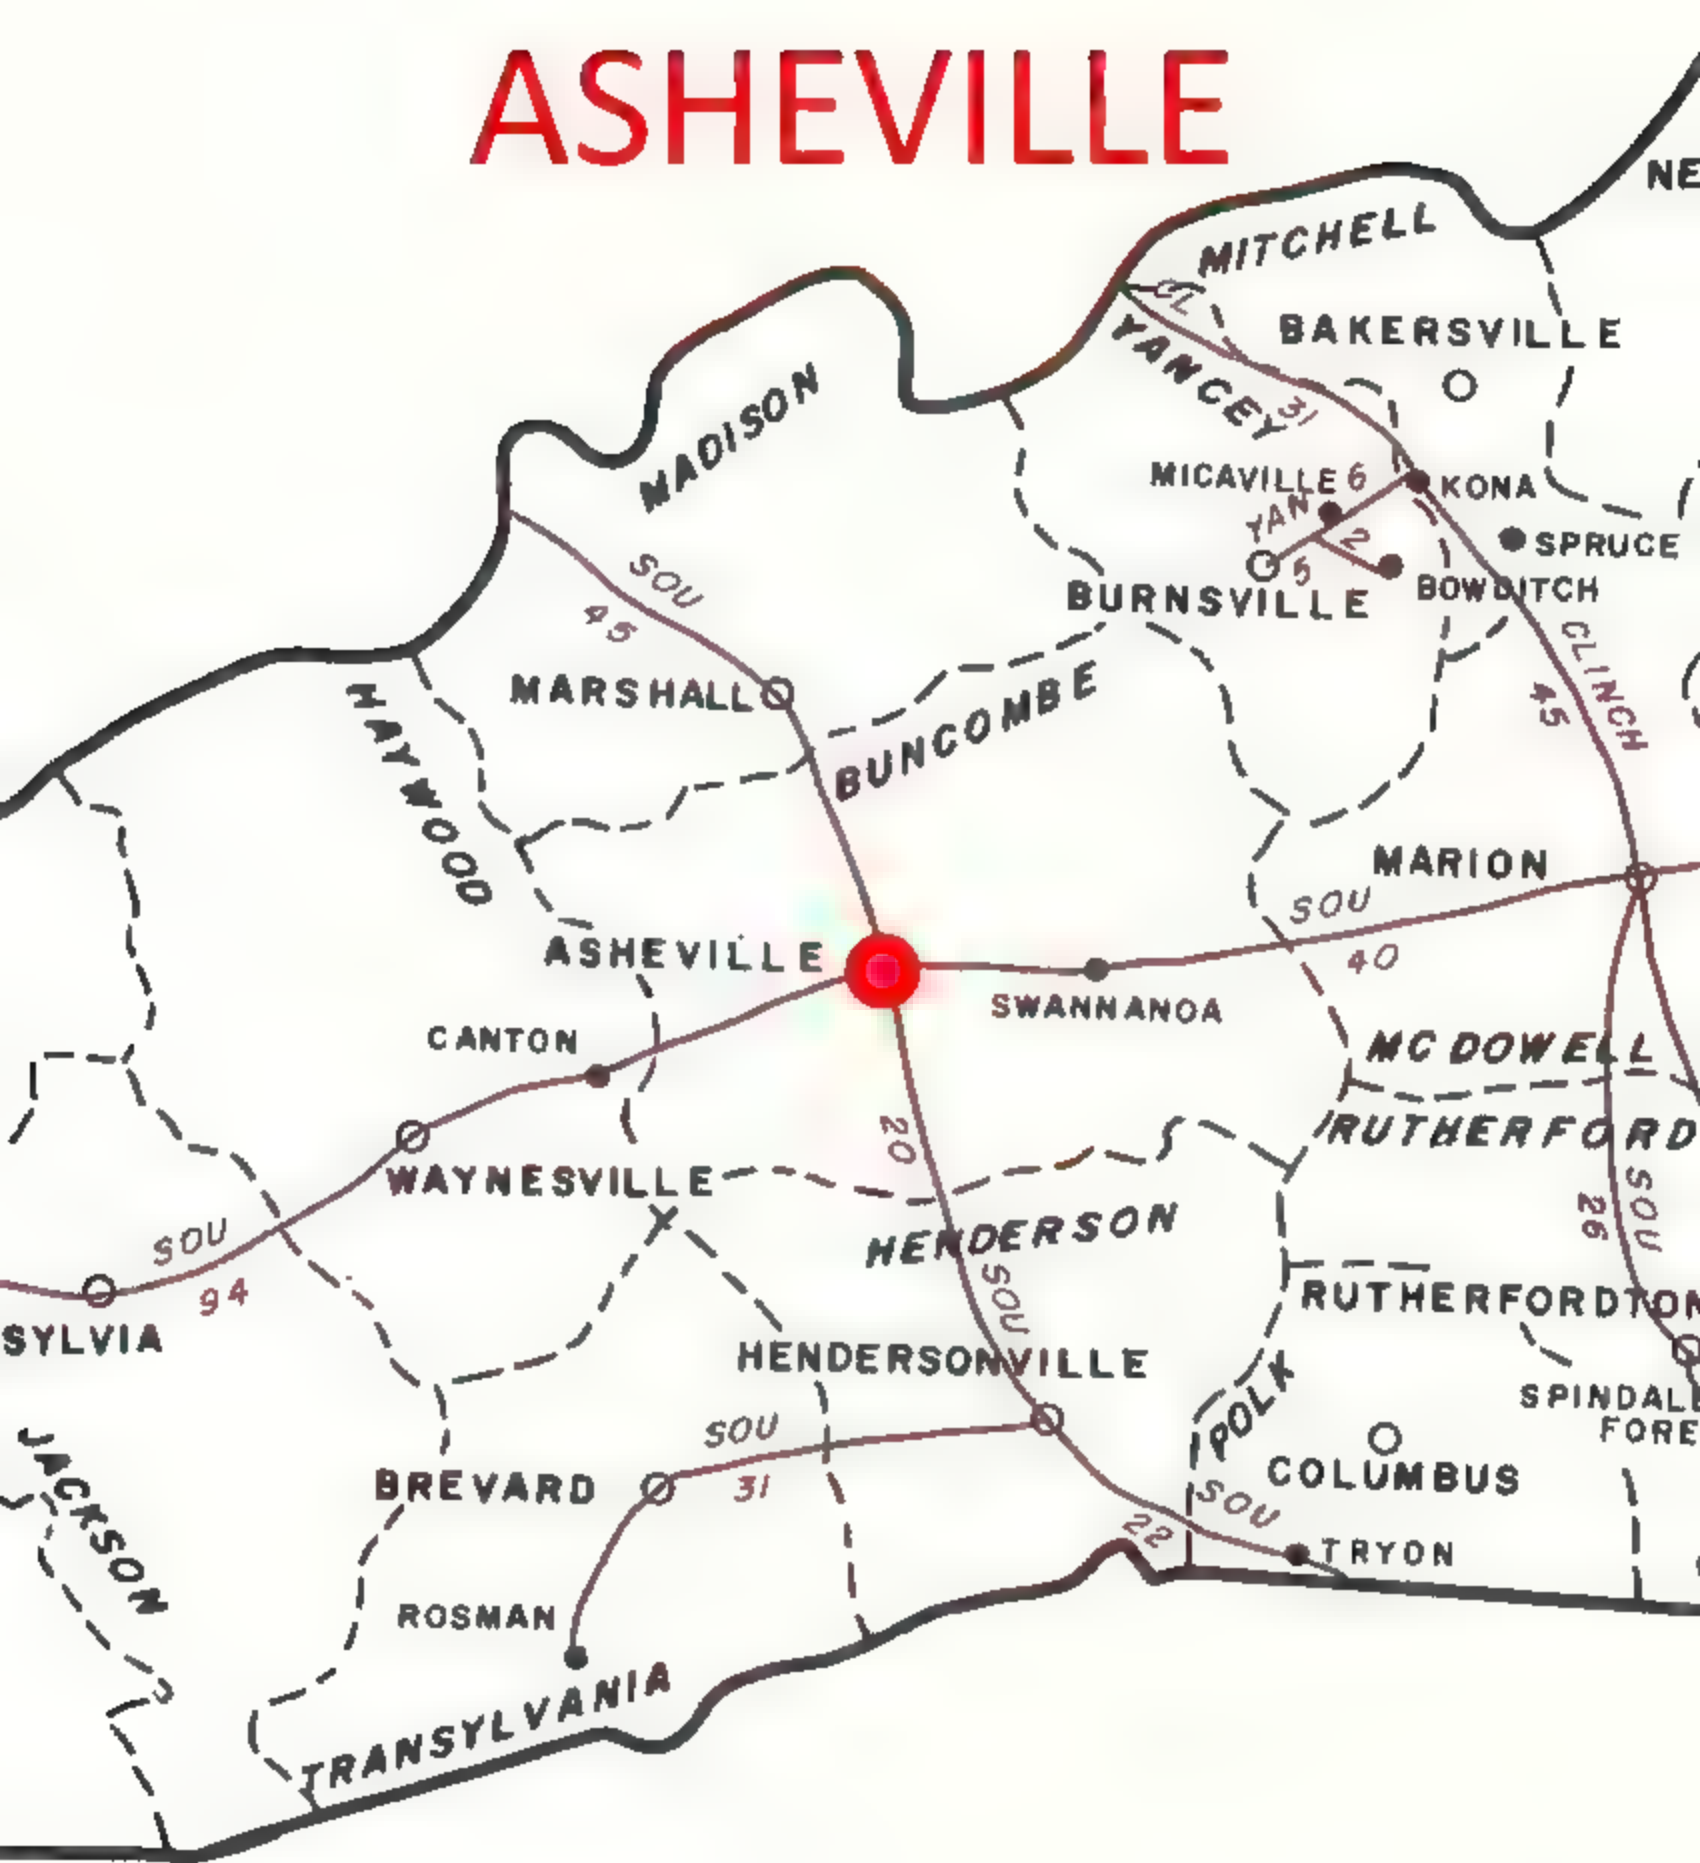 ASHEVILLE
NE
MITCHELL
CL
BAKERSVILLE
YANCEY
31
MADISON
MICAVILLE 6
KONA
YAN
2
SPRUCE
5
BOWDITCH
BURNSVILLE
SOU
45
CLINCH
45
MARSHALL
HAYWOOD
BUNCOMBE
MARION
SOU
40
ASHEVILLE
SWANNANOA
CANTON
MC DOWELL
20
RUTHERFORD
WAYNESVILLE
SOU
26
HENDERSON
SOU
94
SOU
RUTHERFORDTON
SYLVIA
HENDERSONVILLE
POLK
SPINDALE
FORE
SOU
31
COLUMBUS
BREVARD
JACKSON
SOU
22
TRYON
ROSMAN
TRANSYLVANIA